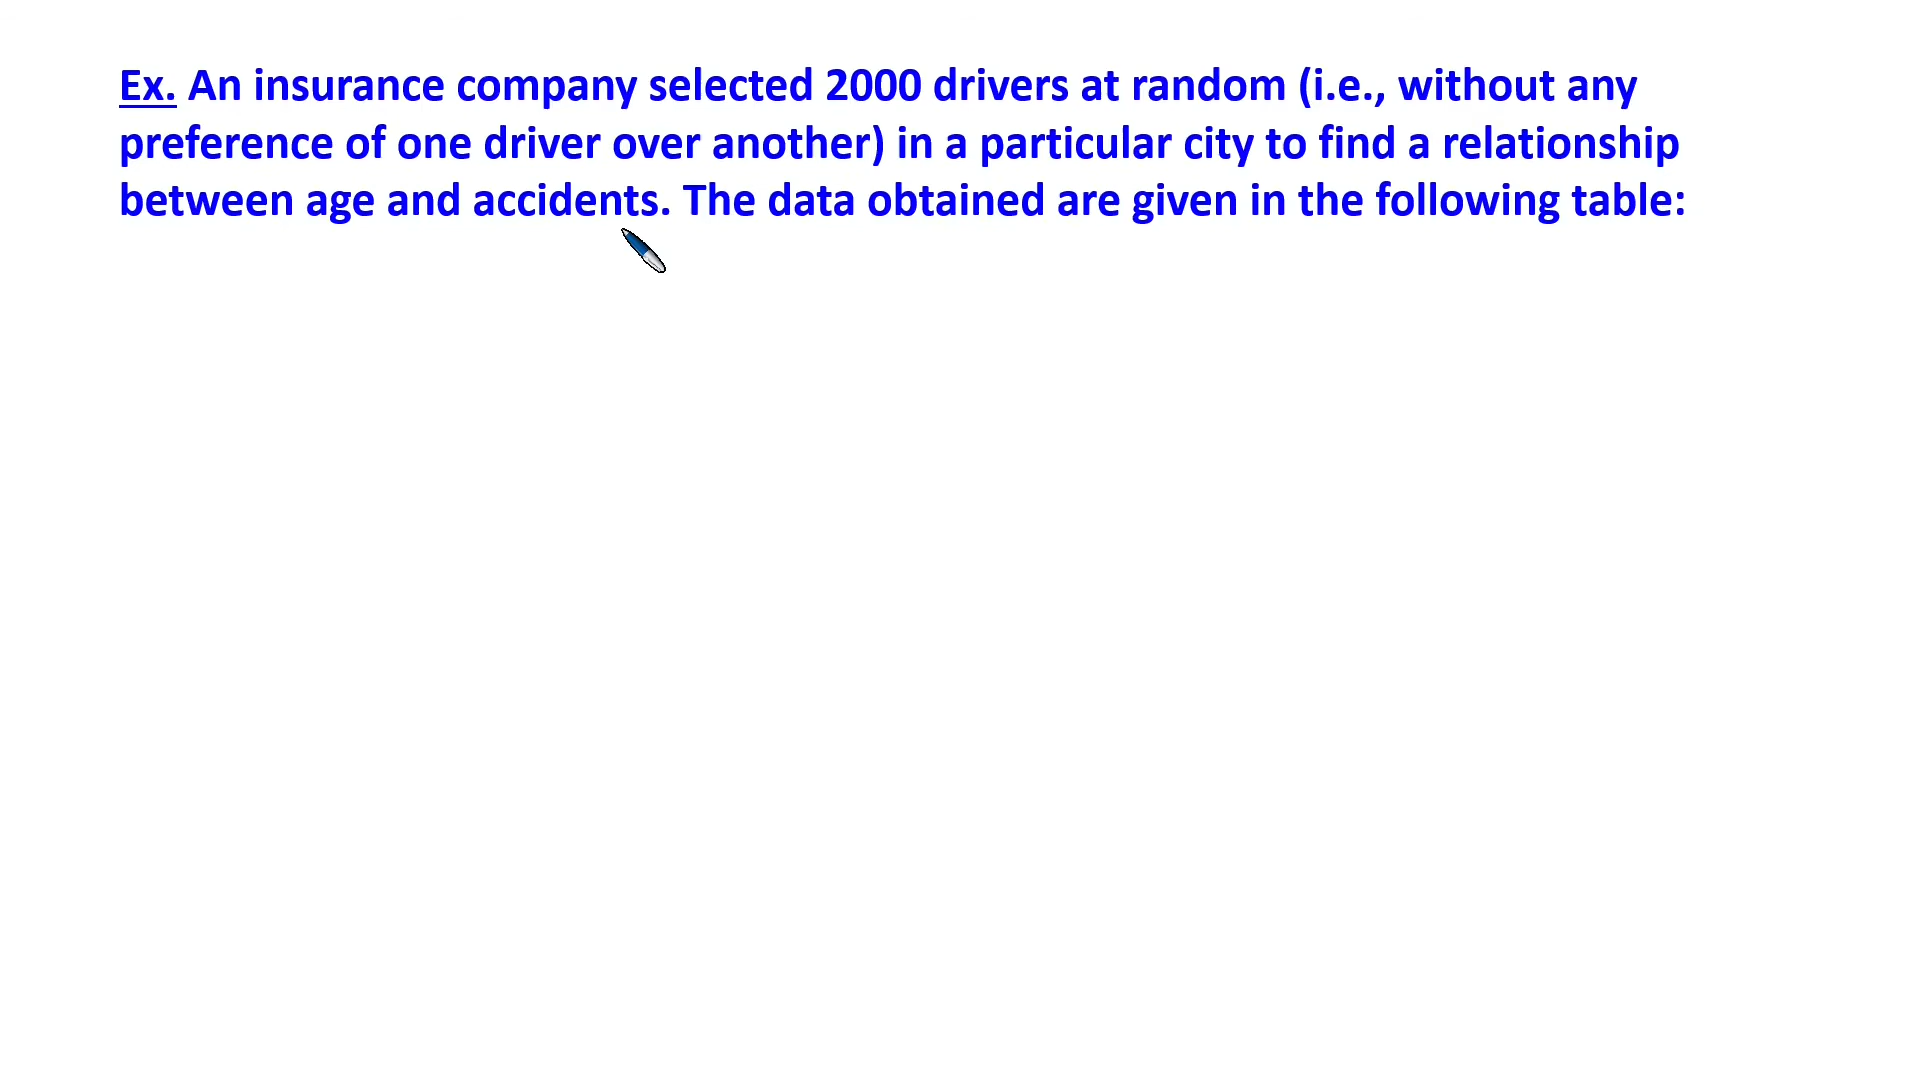 Ex. An insurance company selected 2000 drivers at random (i.e., without any
preference of one driver over another) in a particular city to find a relationship
between age and accidents. The data obtained are given in the following table: